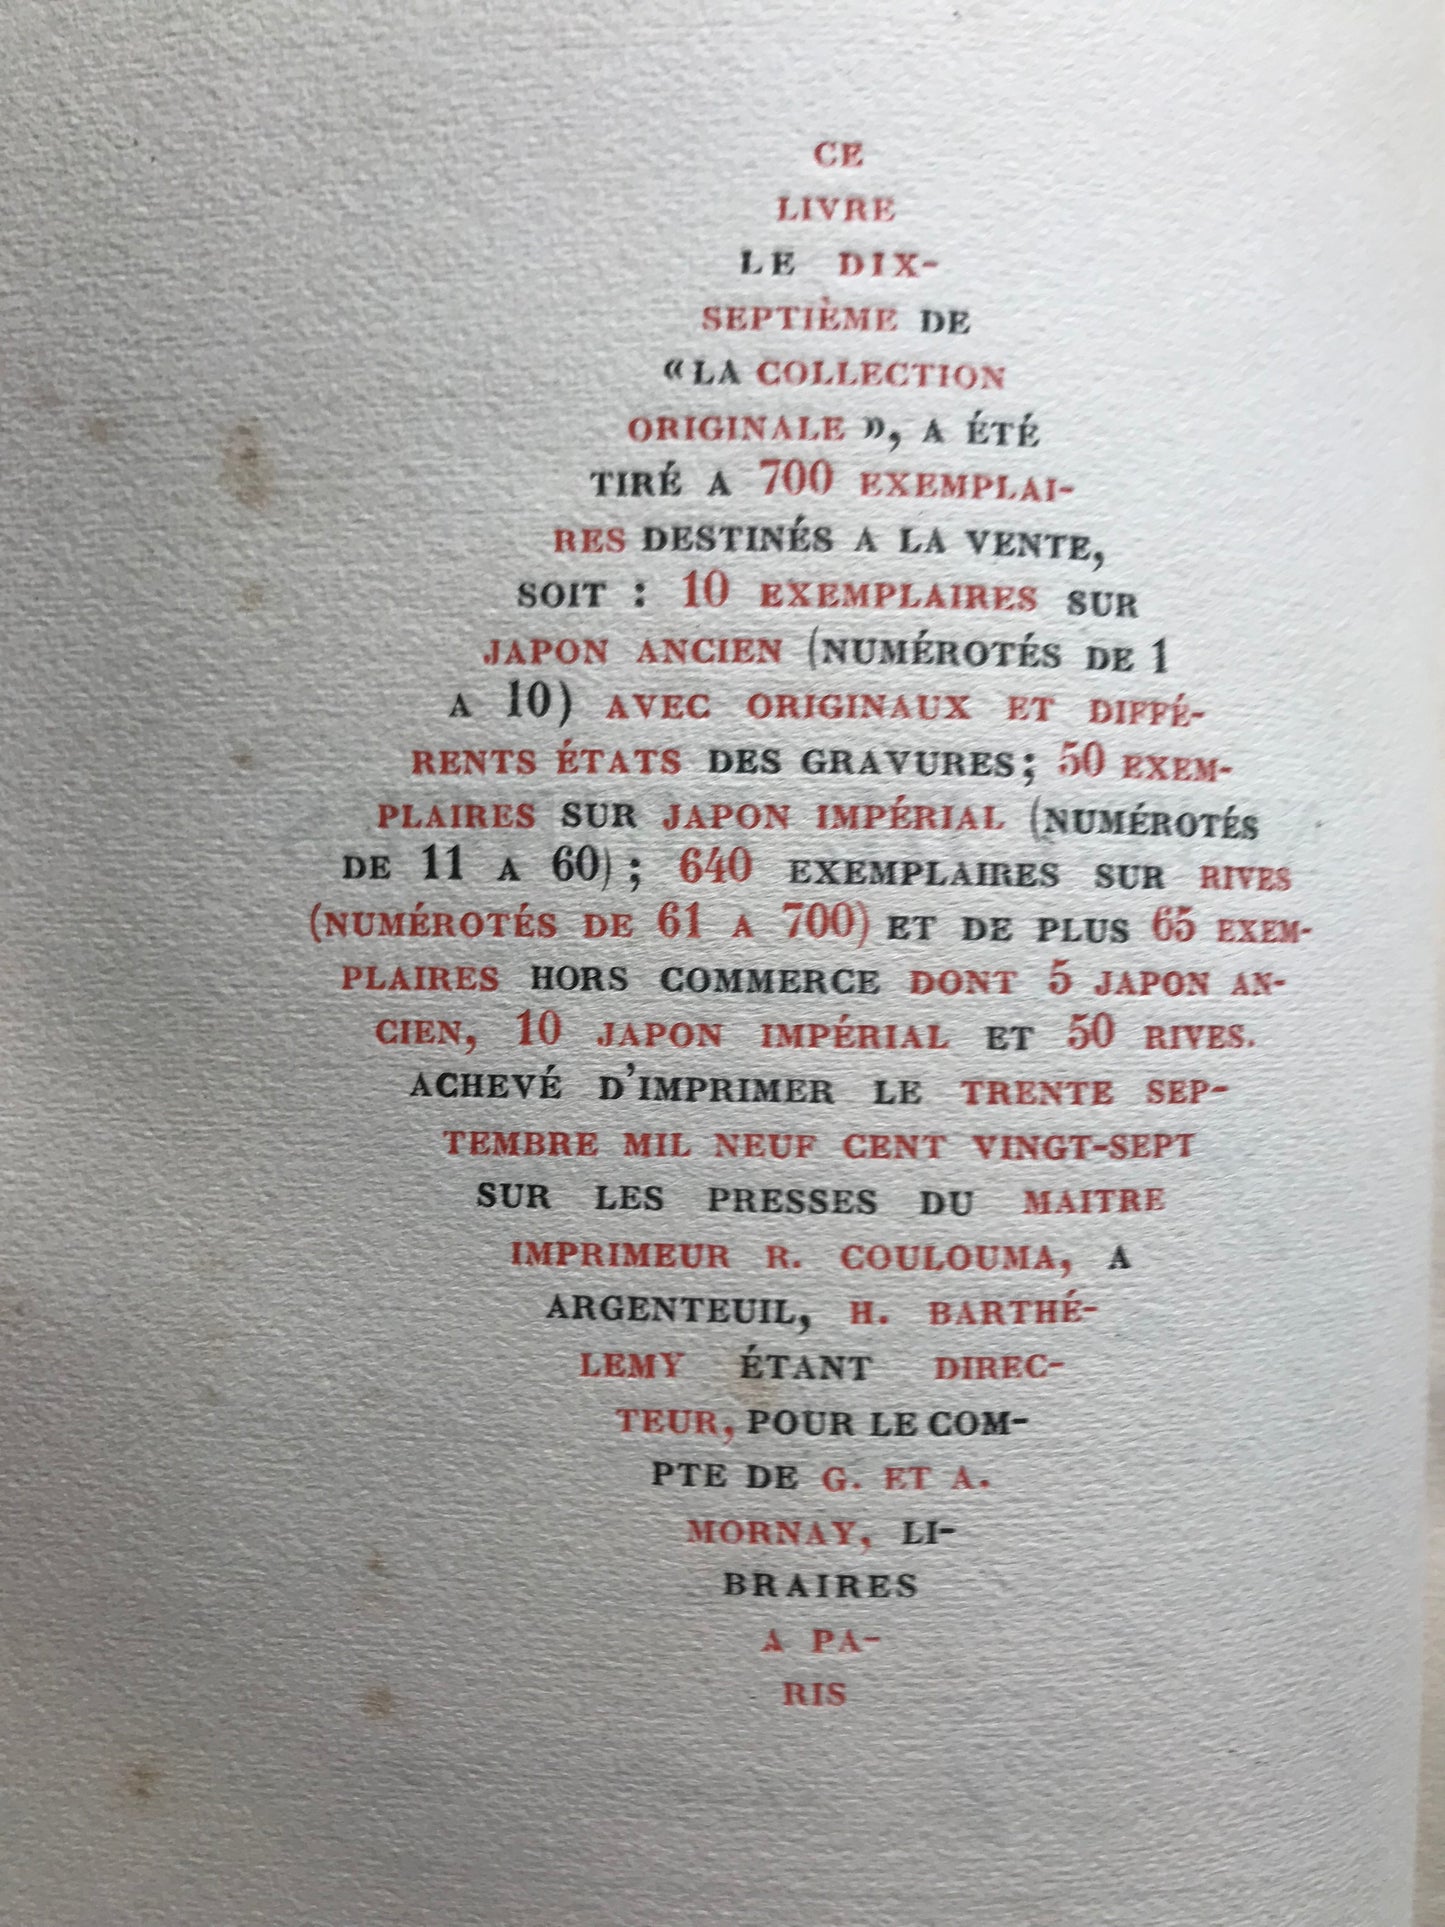 CE
LIVRE
LE DIX-
SEPTIÈME DE
« LA COLLECTION
ORIGINALE », A ÉTÉ
TIRÉ A 700 EXEMPLAI-
RES DESTINÉS A LA VENTE,
SOIT : 10 EXEMPLAIRES SUR
JAPON ANCIEN (NUMÉROTÉS DE 1
A 10) AVEC ORIGINAUX ET DIFFÉ-
RENTS ÉTATS DES GRAVURES; 50 EXEM-
PLAIRES SUR JAPON IMPÉRIAL (NUMÉROTÉS
DE 11 A 60) ; 640 EXEMPLAIRES SUR RIVES
(NUMÉROTÉS DE 61 A 700) ET DE PLUS 65 EXEM-
PLAIRES HORS COMMERCE DONT 5 JAPON AN-
CIEN, 10 JAPON IMPÉRIAL ET 50 RIVES.
ACHEVÉ D'IMPRIMER LE TRENTE SEP-
TEMBRE MIL NEUF CENT VINGT-SEPT
SUR LES PRESSES DU MAITRE
IMPRIMEUR R. COULOUMA, A
ARGENTEUIL, H. BARTHÉ-
LEMY ÉTANT DIREC-
TEUR, POUR LE COM-
PTE DE G. ET A.
MORNAY, LI-
BRAIRES
A PA-
RIS